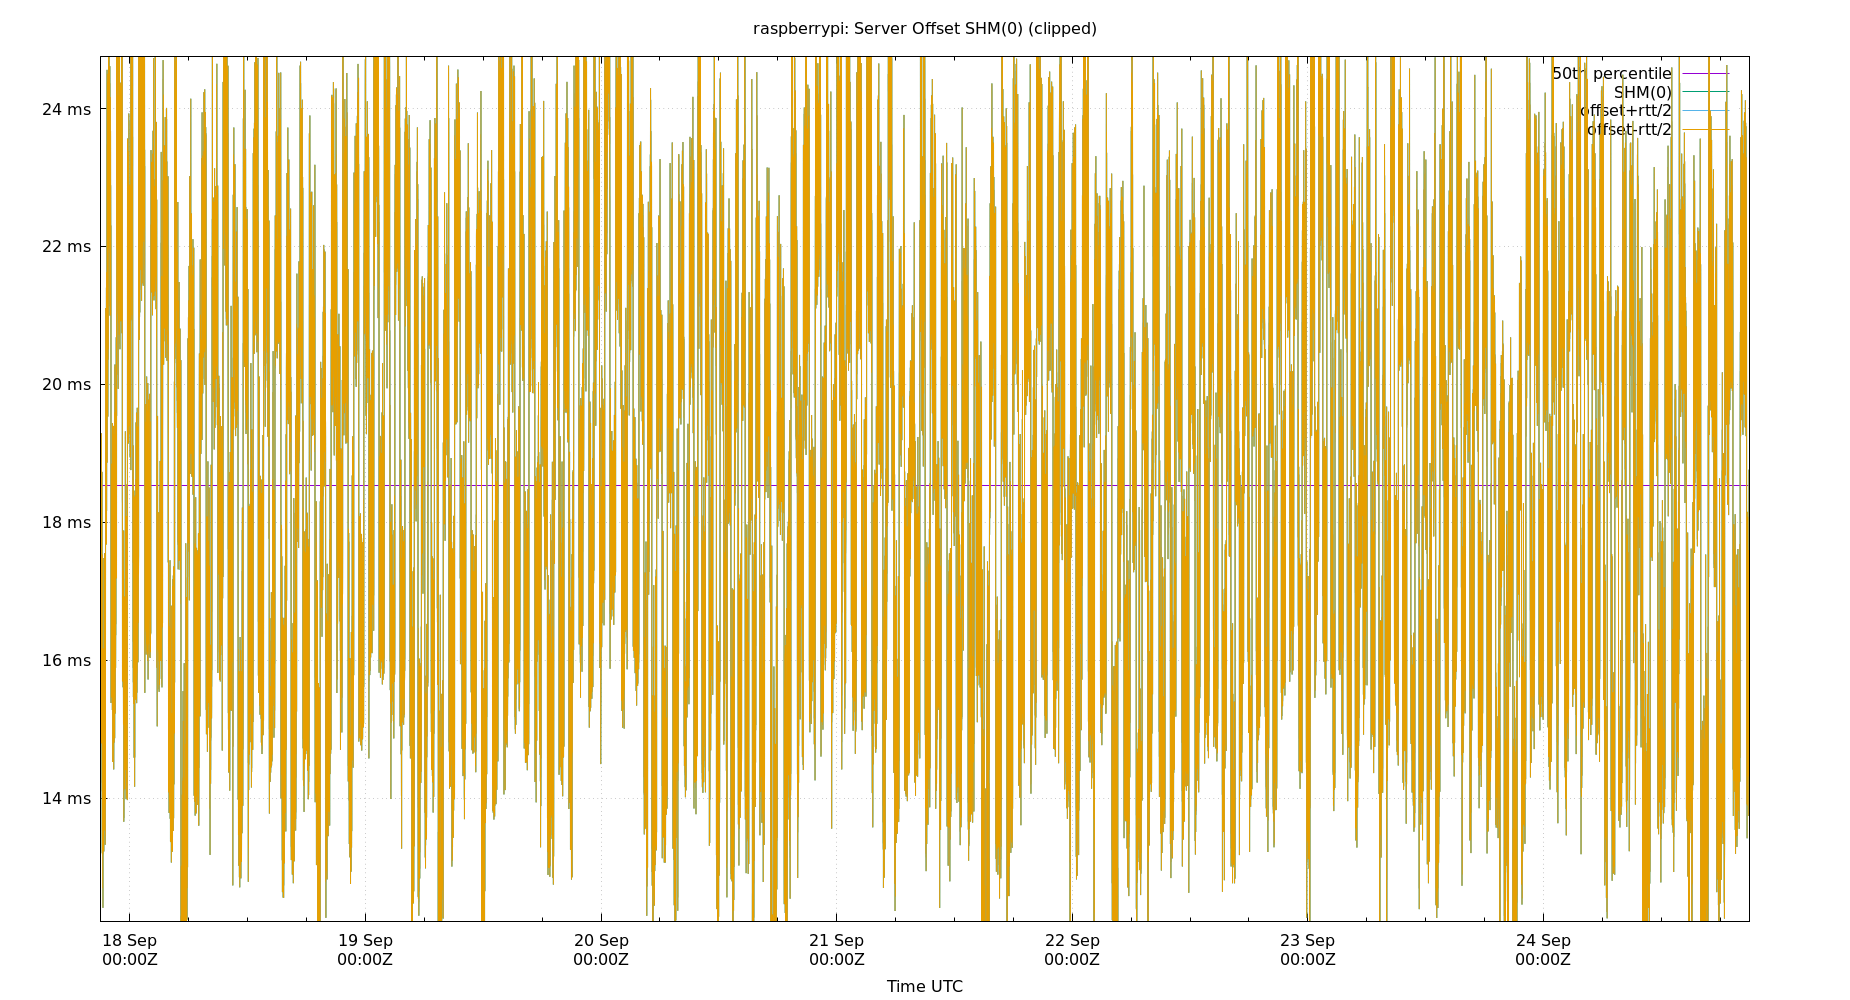 raspberrypi: Server Offset SHM(0) (clipped)
50th percentile
SHM(0)
offset+rtt/2
offset-rtt/2
24 ms
22 ms
20 ms
18 ms
16 ms
14 ms
18 Sep 19 Sep 20 Sep 21 Sep 22 Sep 23 Sep 24 Sep
00:00Z 00:00Z 00:00Z 00:00Z 00:00Z 00:00Z 00:00Z
Time UTC